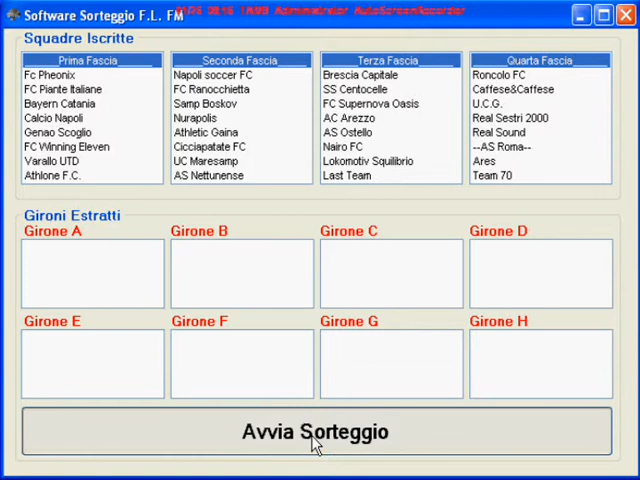 Software Sorteggio F.L. FM
Administrator AutoScreenRecorder
Squadre Iscritte
Prima Fascia
Fc Pheonix
FC Piante Italiane
Bayern Catania
Calcio Napoli
Genao Scoglio
FC Winning Eleven
Varallo UTD
Athlone F.C.
Seconda Fascia
Napoli soccer FC
FC Ranocchietta
Samp Boskov
Nurapolis
Athletic Gaina
Cicciapatate FC
UC Maresamp
AS Nettunense
Terza Fascia
Brescia Capitale
SS Centocelle
FC Supernova Oasis
AC Arezzo
AS Ostello
Nairo FC
Lokomotiv Squilibrio
Last Team
Quarta Fascia
Roncolo FC
Caffese&Caffese
U.C.G.
Real Sestri 2000
Real Sound
--AS Roma--
Ares
Team 70
Gironi Estratti
Girone A
Girone B
Girone C
Girone D
Girone E
Girone F
Girone G
Girone H
Avvia Sorteggio